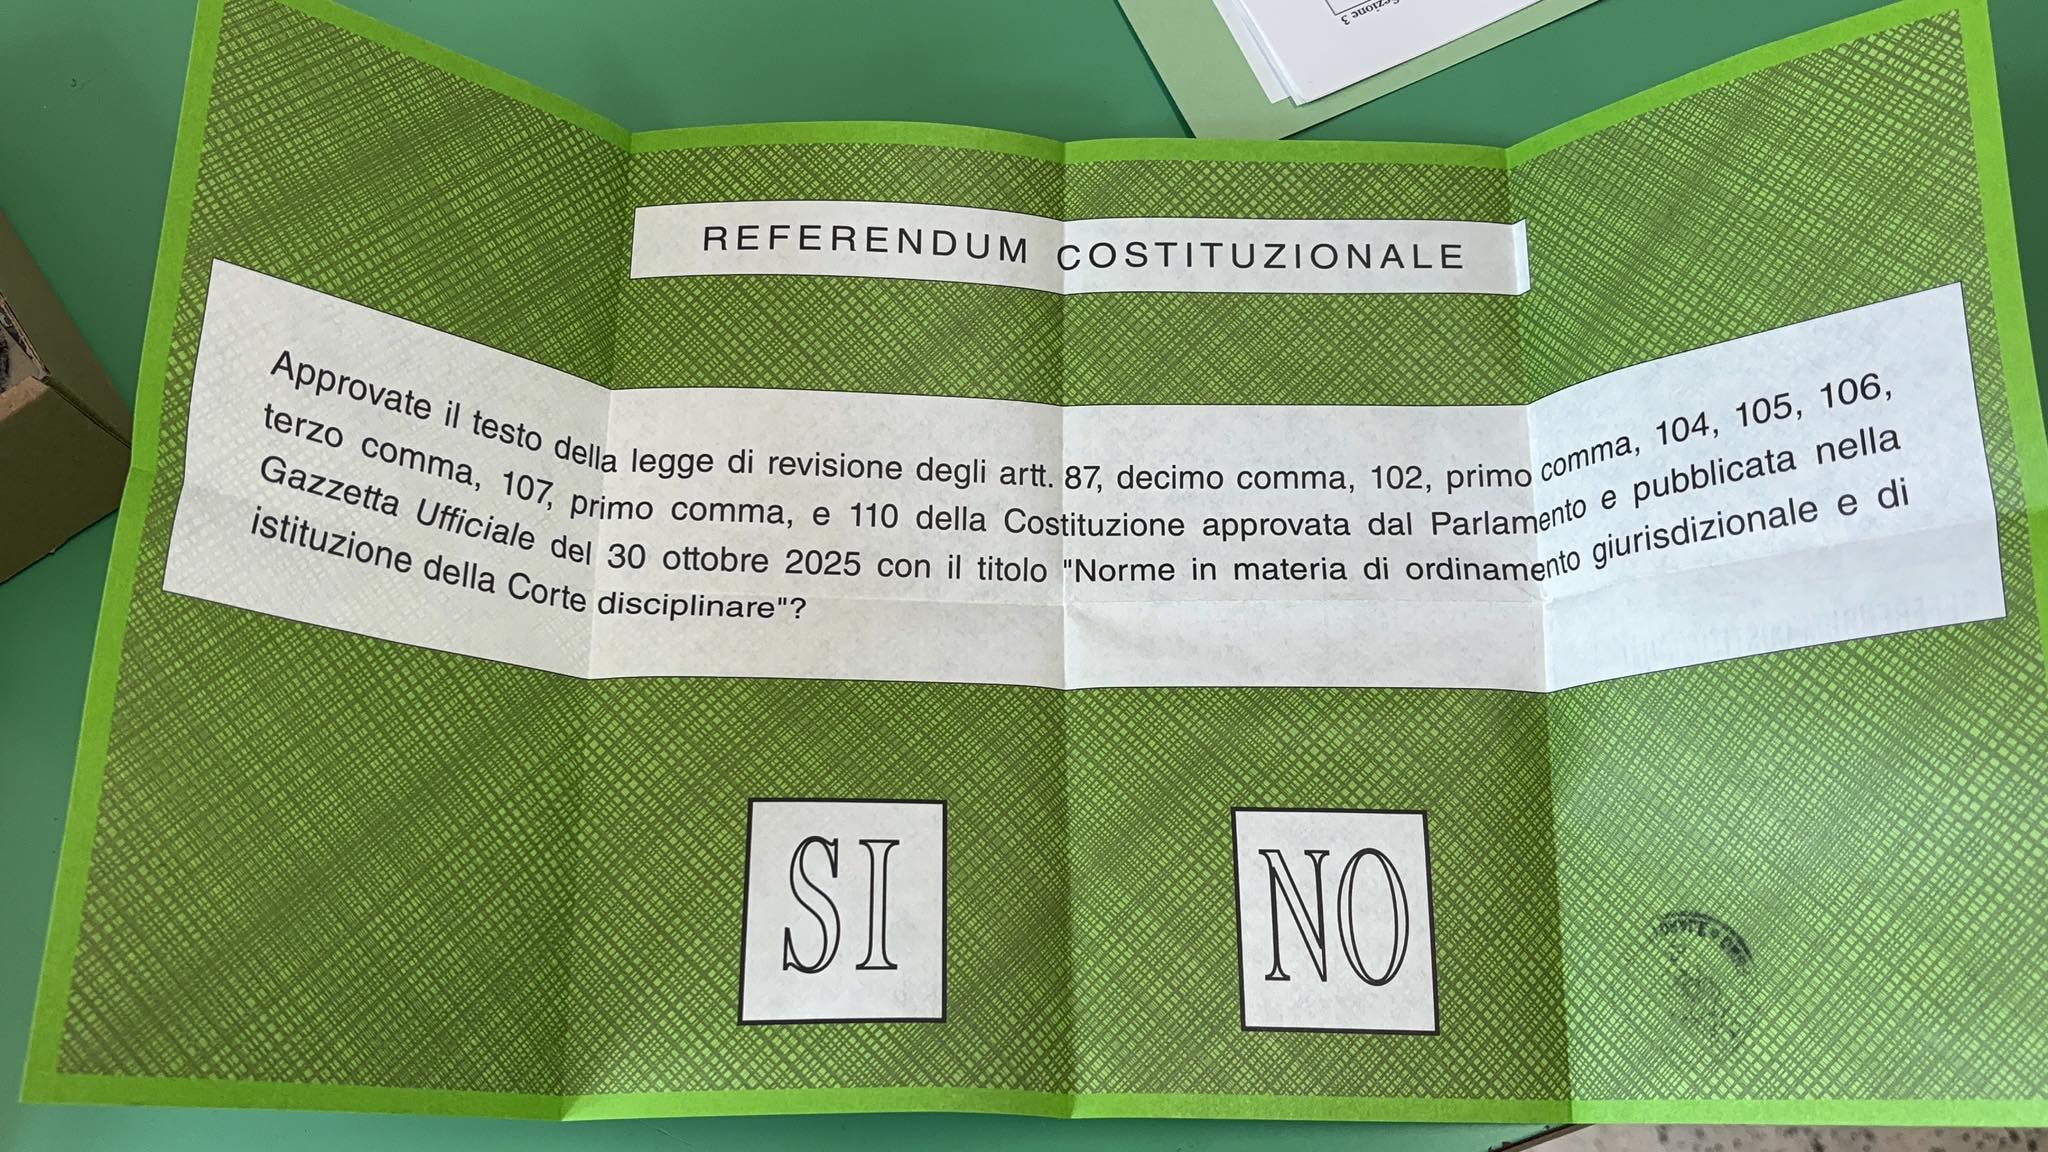 Sezione 3
REFERENDUM COSTITUZIONALE
Approvate il testo della legge di revisione degli artt. 87, decimo comma, 102, primo comma, 104, 105, 106,
terzo comma, 107, primo comma, e 110 della Costituzione approvata dal Parlamento e pubblicata nella
Gazzetta Ufficiale del 30 ottobre 2025 con il titolo "Norme in materia di ordinamento giurisdizionale e di
istituzione della Corte disciplinare"?
SI
NO